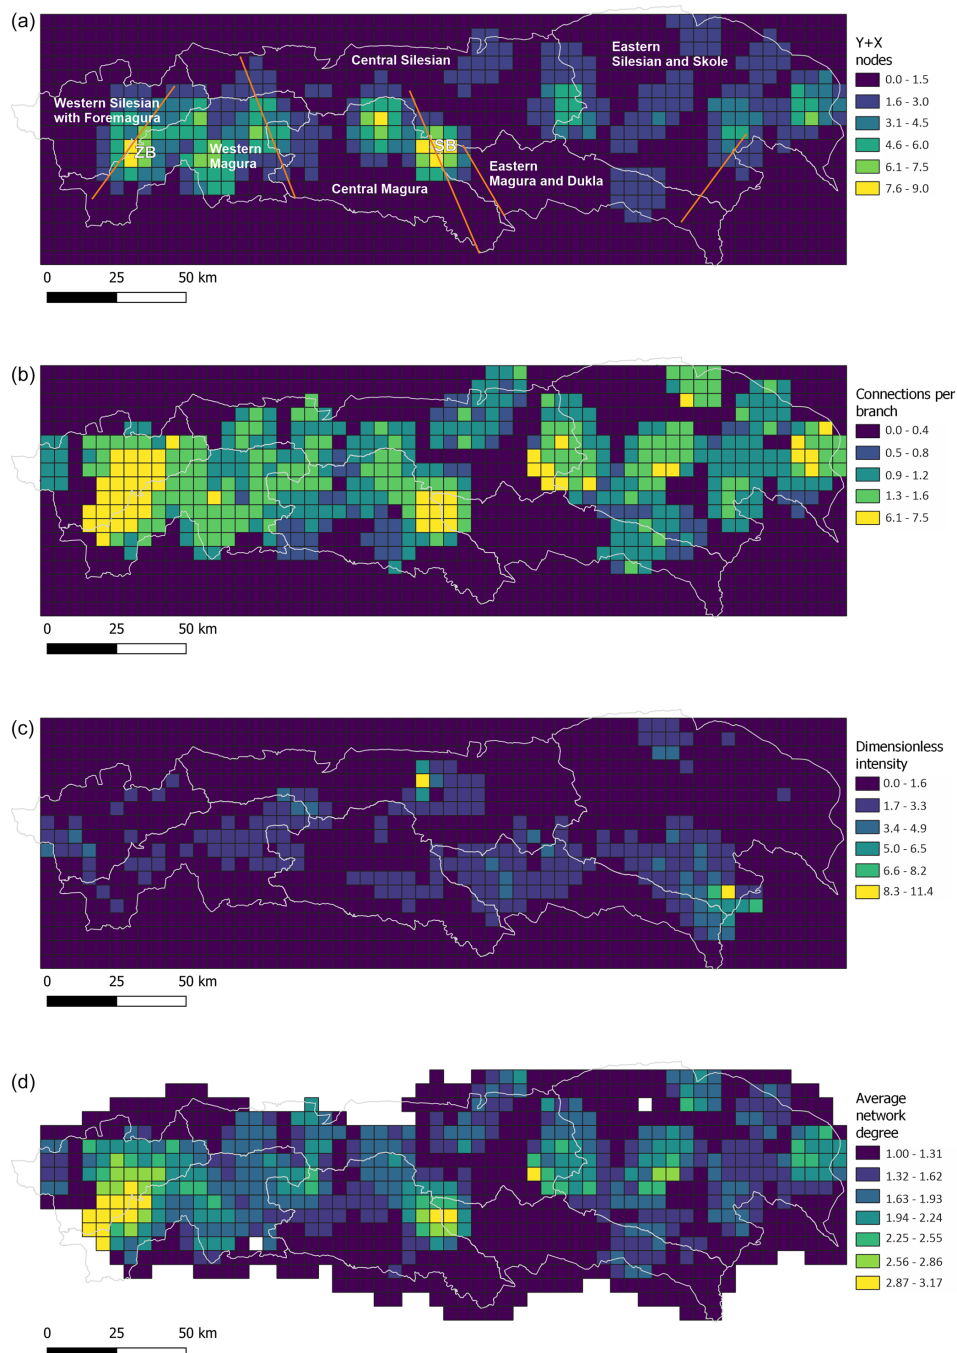 (a)
Central Silesian
Eastern
Silesian and Skole
Western Silesian
with Foremagura
ŻB
Western
Magura
SB
Central Magura
Eastern
Magura and Dukla
Y+X
nodes
0.0 - 1.5
1.6 - 3.0
3.1 - 4.5
4.6 - 6.0
6.1 - 7.5
7.6 - 9.0
0 25 50 km
(b)
Connections per
branch
0.0 - 0.4
0.5 - 0.8
0.9 - 1.2
1.3 - 1.6
6.1 - 7.5
0 25 50 km
(c)
Dimensionless
intensity
0.0 - 1.6
1.7 - 3.3
3.4 - 4.9
5.0 - 6.5
6.6 - 8.2
8.3 - 11.4
0 25 50 km
(d)
Average
network
degree
1.00 - 1.31
1.32 - 1.62
1.63 - 1.93
1.94 - 2.24
2.25 - 2.55
2.56 - 2.86
2.87 - 3.17
0 25 50 km